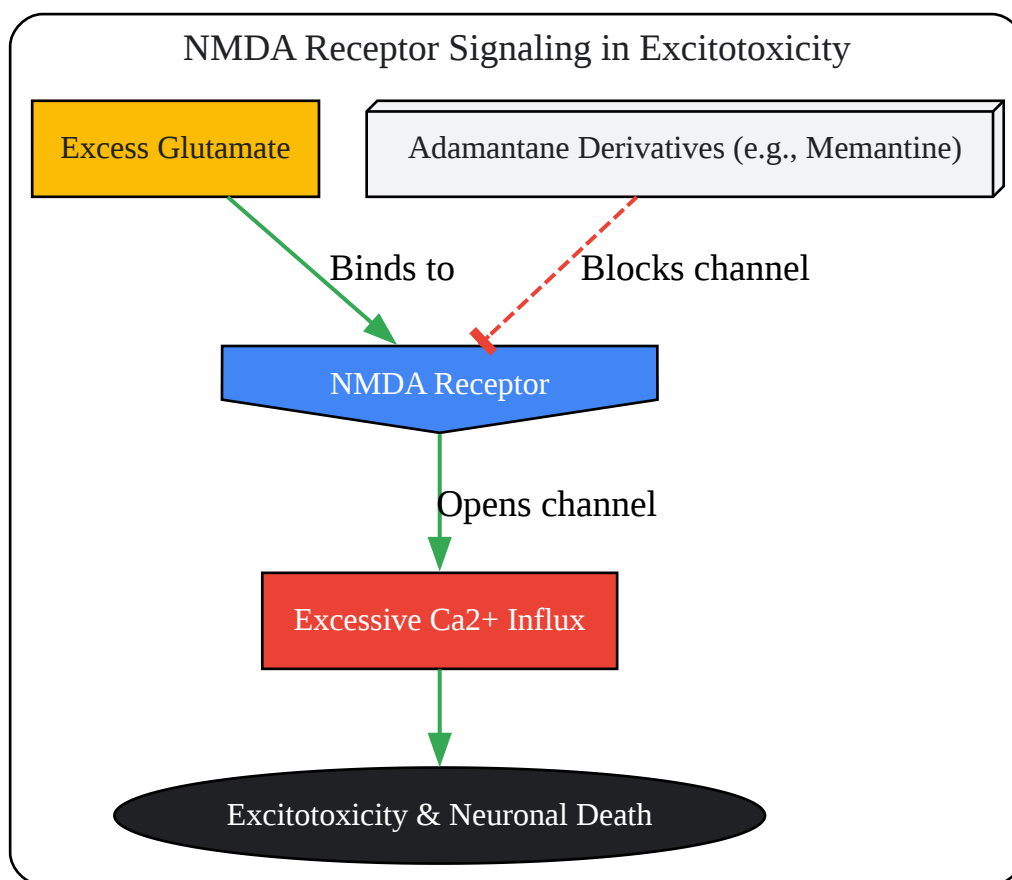 NMDA Receptor Signaling in Excitotoxicity
Excess Glutamate
Adamantane Derivatives (e.g., Memantine)
Binds to
Blocks channel
NMDA Receptor
Opens channel
Excessive Ca2+ Influx
Excitotoxicity & Neuronal Death